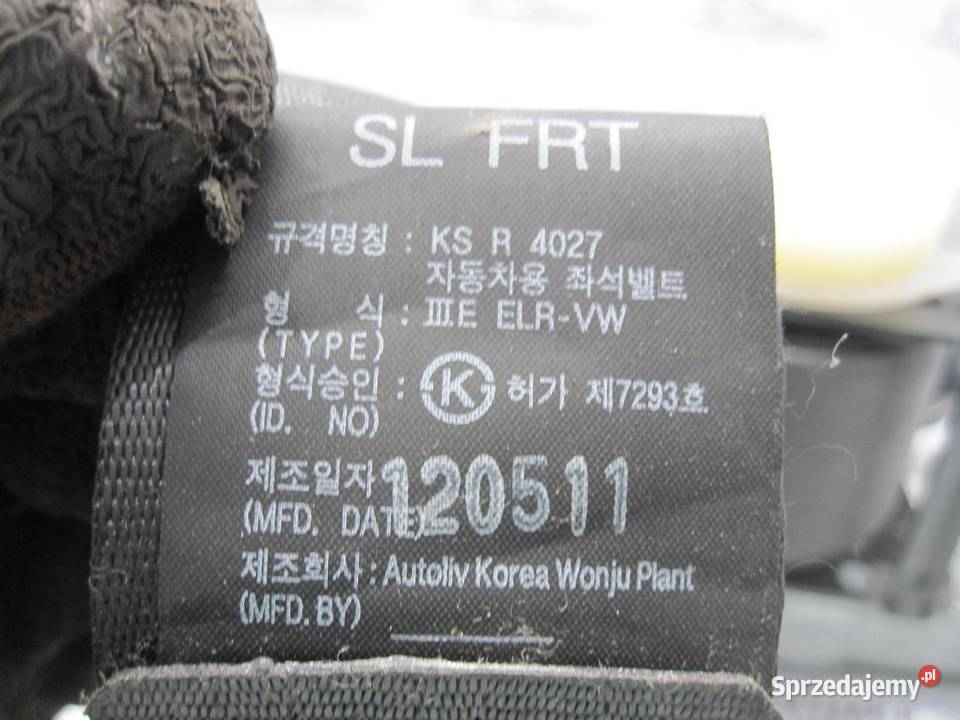 SL FRT
규격명칭 : KS R 4027
자동차용 좌석벨트
형 식 : ⅢE ELR-VW
(TYPE)
형식승인 : K 허가 제7293호
(ID. NO)
제조일자 120511
(MFD. DATE)
제조회사 : Autoliv Korea Wonju Plant
(MFD. BY)
Sprzedajemy.pl